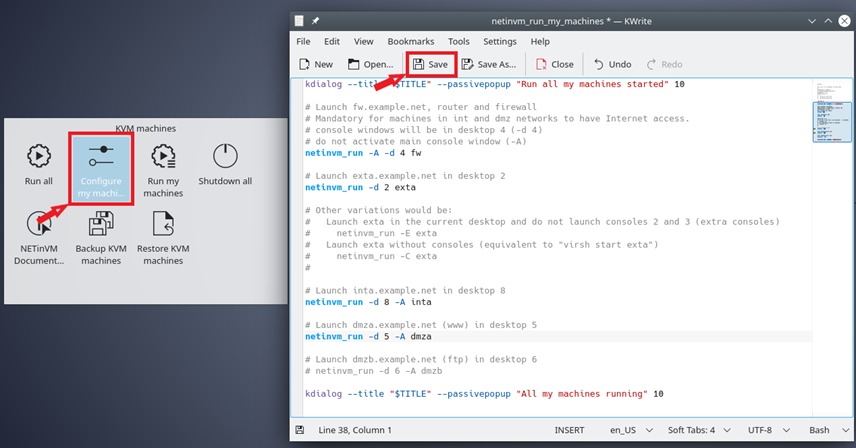 KVM machines
Run all
Configure
my machi...
Run my
machines
Shutdown all
NETinVM
Document...
Backup KVM
machines
Restore KVM
machines
netinvm_run_my_machines * — KWrite
File Edit View Bookmarks Tools Settings Help
New Open... Save Save As... Close Undo Redo
kdialog --title "$TITLE" --passivepopup "Run all my machines started" 10
# Launch fw.example.net, router and firewall
# Mandatory for machines in int and dmz networks to have Internet access.
# console windows will be in desktop 4 (-d 4)
# do not activate main console window (-A)
netinvm_run -A -d 4 fw
# Launch exta.example.net in desktop 2
netinvm_run -d 2 exta
# Other variations would be:
#   Launch exta in the current desktop and do not launch consoles 2 and 3 (extra consoles)
#     netinvm_run -E exta
#   Launch exta without consoles (equivalent to "virsh start exta")
#     netinvm_run -C exta
#
# Launch inta.example.net in desktop 8
netinvm_run -d 8 -A inta
# Launch dmza.example.net (www) in desktop 5
netinvm_run -d 5 -A dmza
# Launch dmzb.example.net (ftp) in desktop 6
# netinvm_run -d 6 -A dmzb
kdialog --title "$TITLE" --passivepopup "All my machines running" 10
Line 38, Column 1 INSERT en_US Soft Tabs: 4 UTF-8 Bash